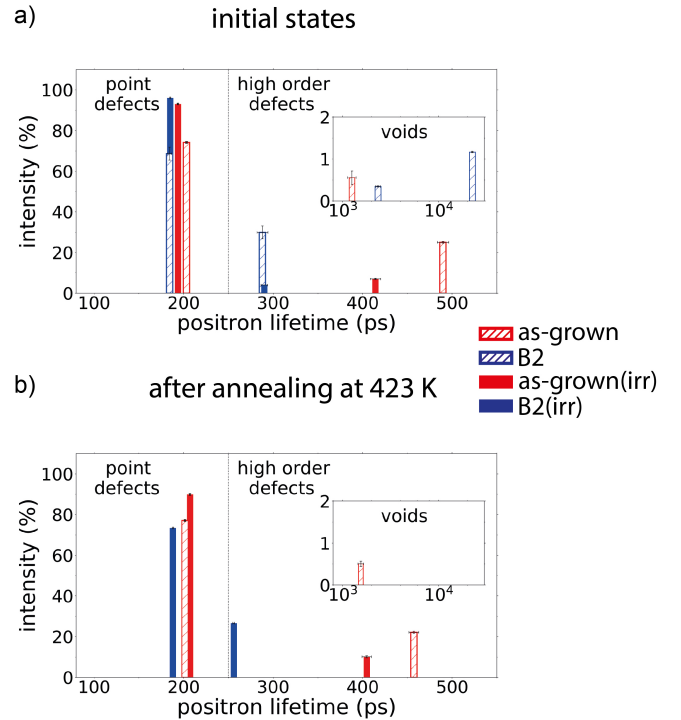 a)
initial states
point
defects
high order
defects
voids
intensity (%)
100
80
60
40
20
0
2
1
0
10³
10⁴
100
200
300
400
500
positron lifetime (ps)
as-grown
B2
as-grown(irr)
B2(irr)
b)
after annealing at 423 K
point
defects
high order
defects
voids
intensity (%)
100
80
60
40
20
0
2
1
0
10³
10⁴
100
200
300
400
500
positron lifetime (ps)